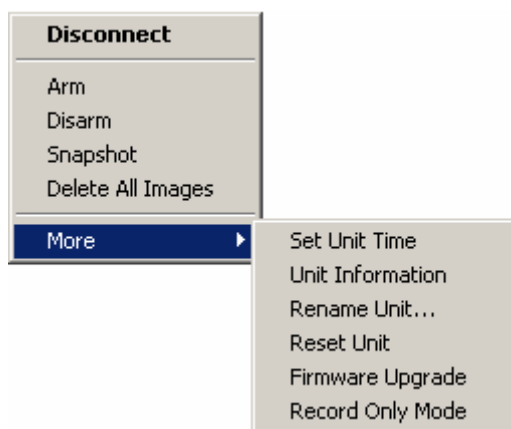 Disconnect
Arm
Disarm
Snapshot
Delete All Images
More
Set Unit Time
Unit Information
Rename Unit...
Reset Unit
Firmware Upgrade
Record Only Mode